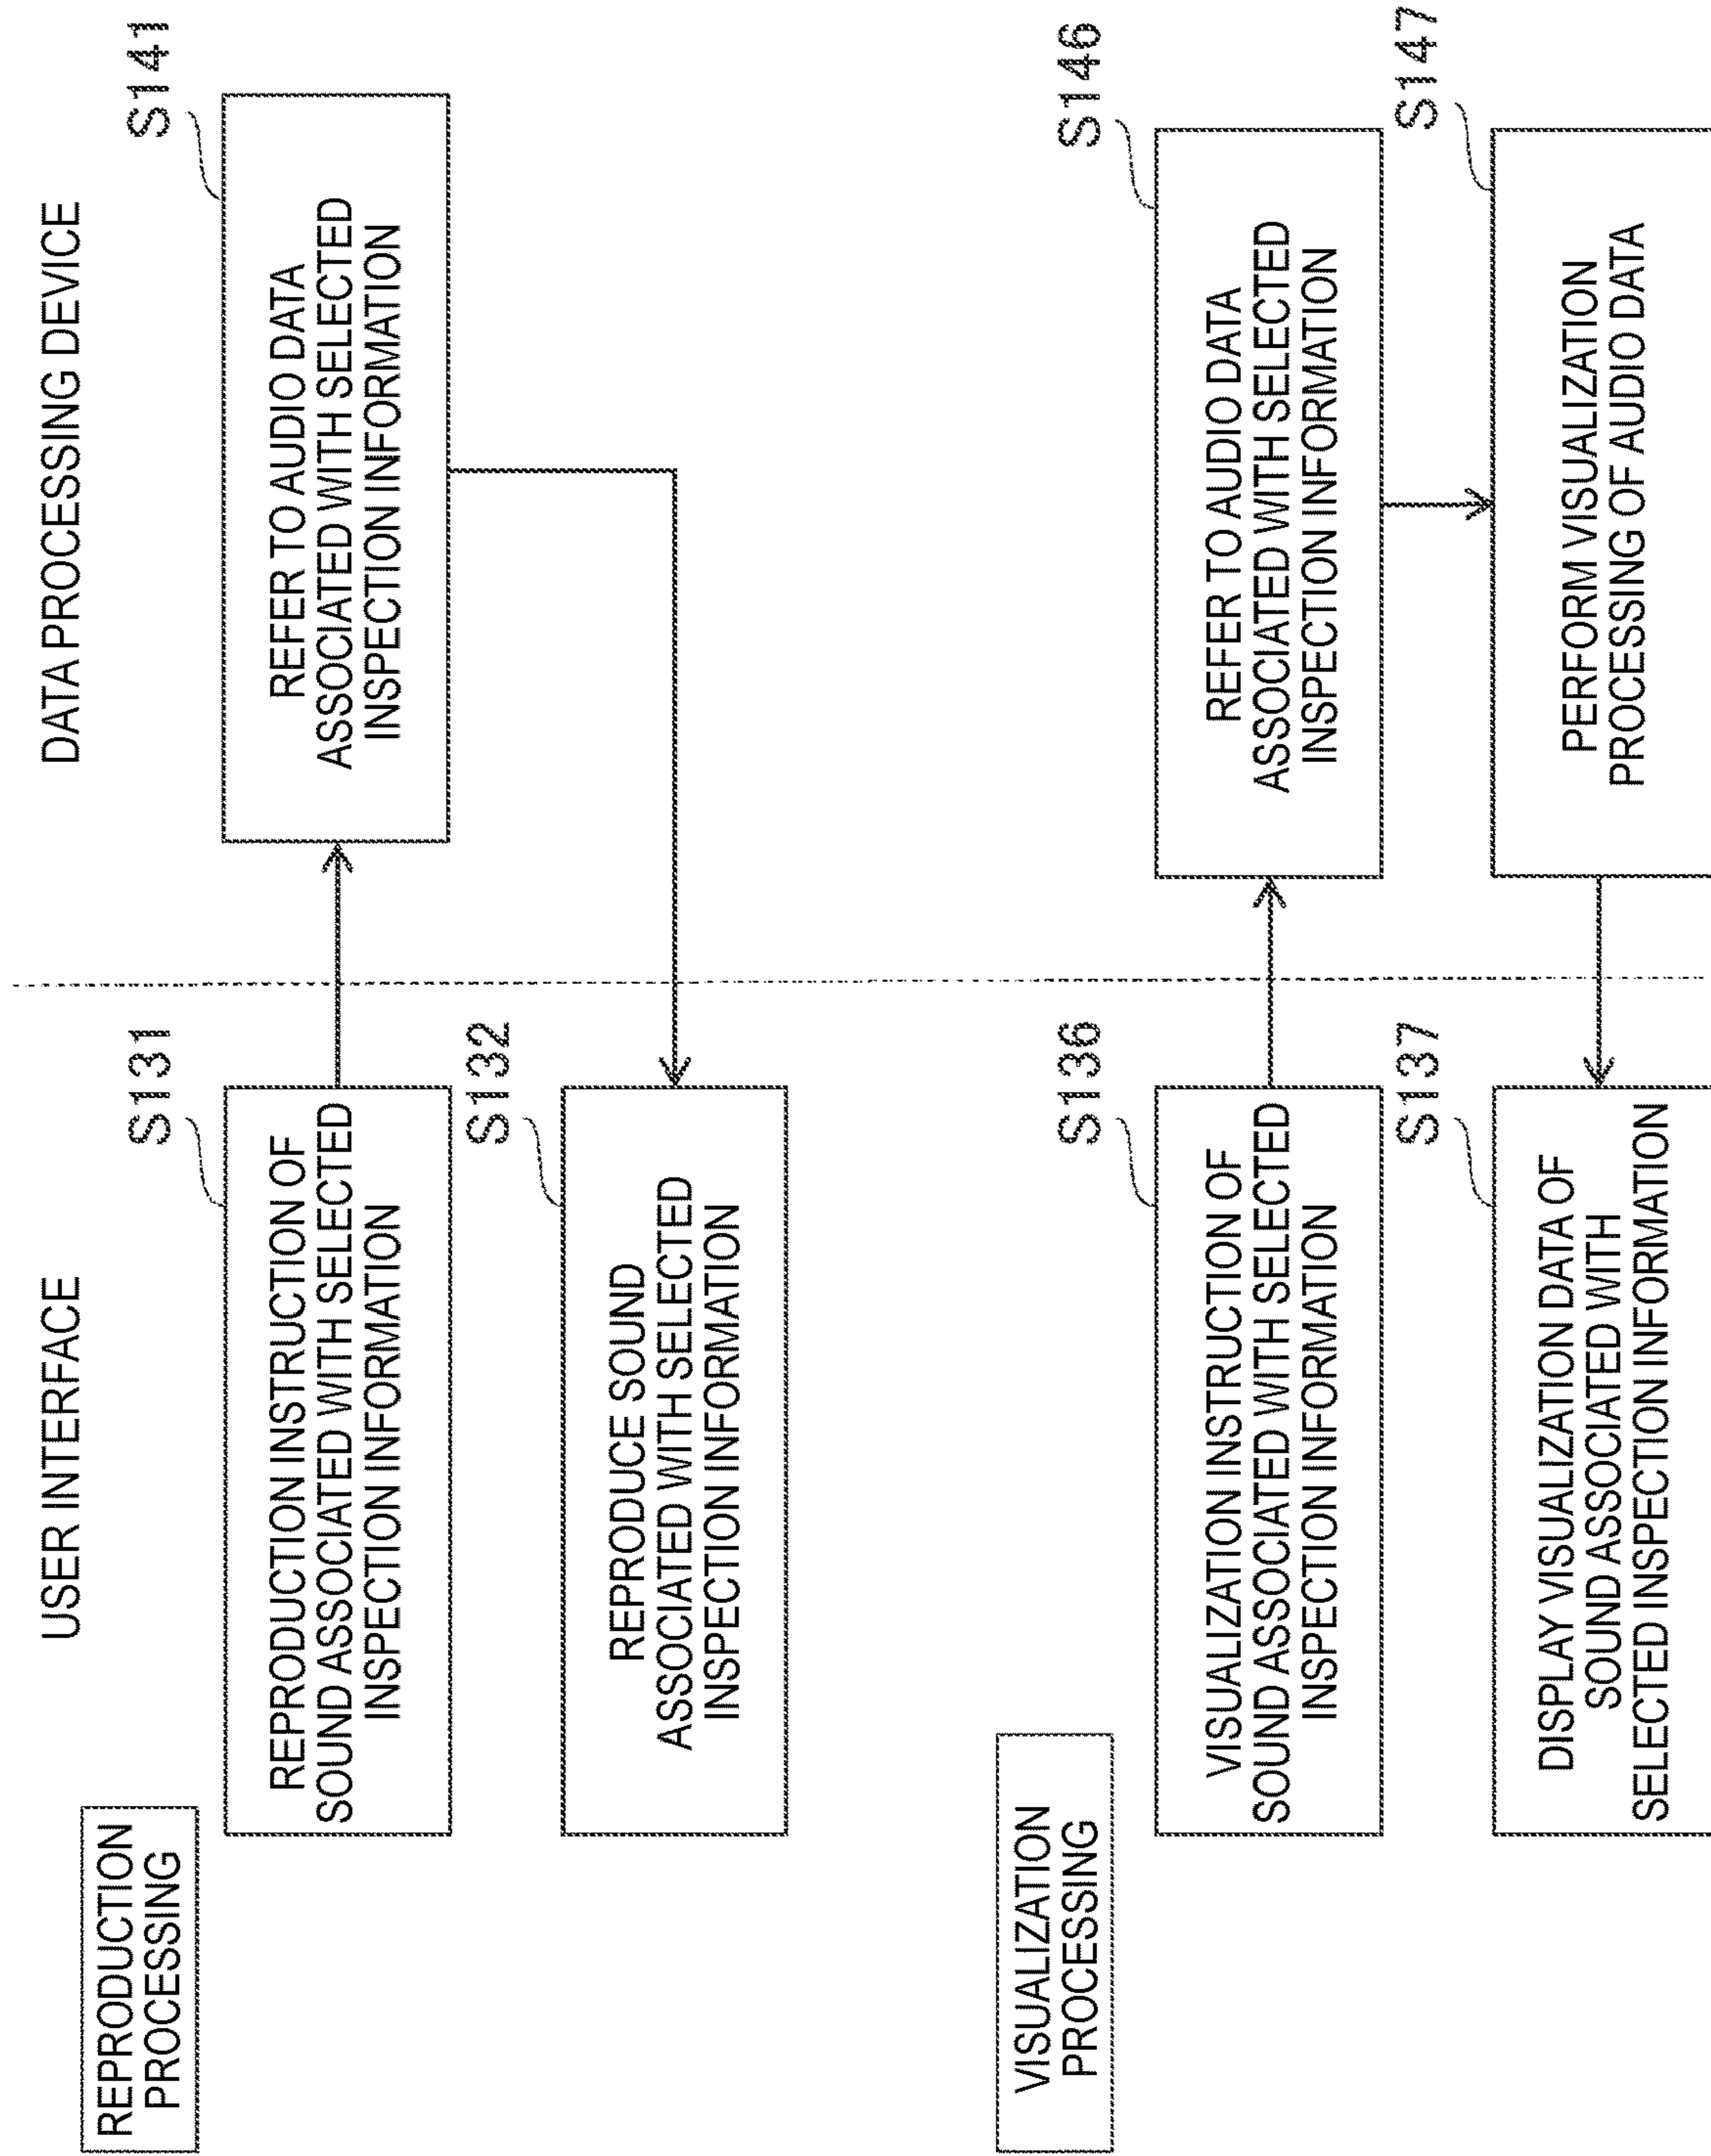 USER INTERFACE
DATA PROCESSING DEVICE
REPRODUCTION
PROCESSING
S131
REPRODUCTION INSTRUCTION OF
SOUND ASSOCIATED WITH SELECTED
INSPECTION INFORMATION
S141
REFER TO AUDIO DATA
ASSOCIATED WITH SELECTED
INSPECTION INFORMATION
S132
REPRODUCE SOUND
ASSOCIATED WITH SELECTED
INSPECTION INFORMATION
VISUALIZATION
PROCESSING
S136
VISUALIZATION INSTRUCTION OF
SOUND ASSOCIATED WITH SELECTED
INSPECTION INFORMATION
S146
REFER TO AUDIO DATA
ASSOCIATED WITH SELECTED
INSPECTION INFORMATION
S147
PERFORM VISUALIZATION
PROCESSING OF AUDIO DATA
S137
DISPLAY VISUALIZATION DATA OF
SOUND ASSOCIATED WITH
SELECTED INSPECTION INFORMATION